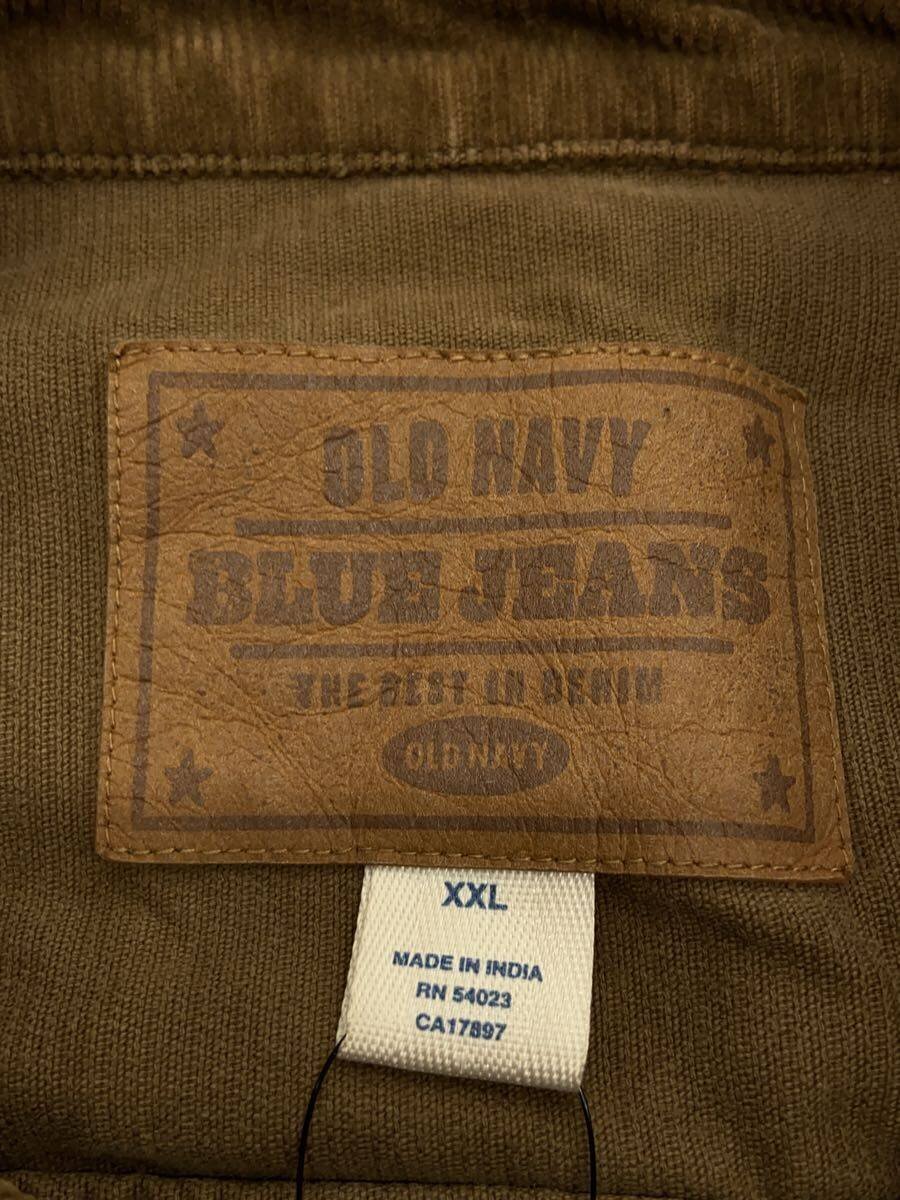 OLD NAVY
BLUE JEANS
THE BEST IN DENIM
OLD NAVY
XXL
MADE IN INDIA
RN 54023
CA17897